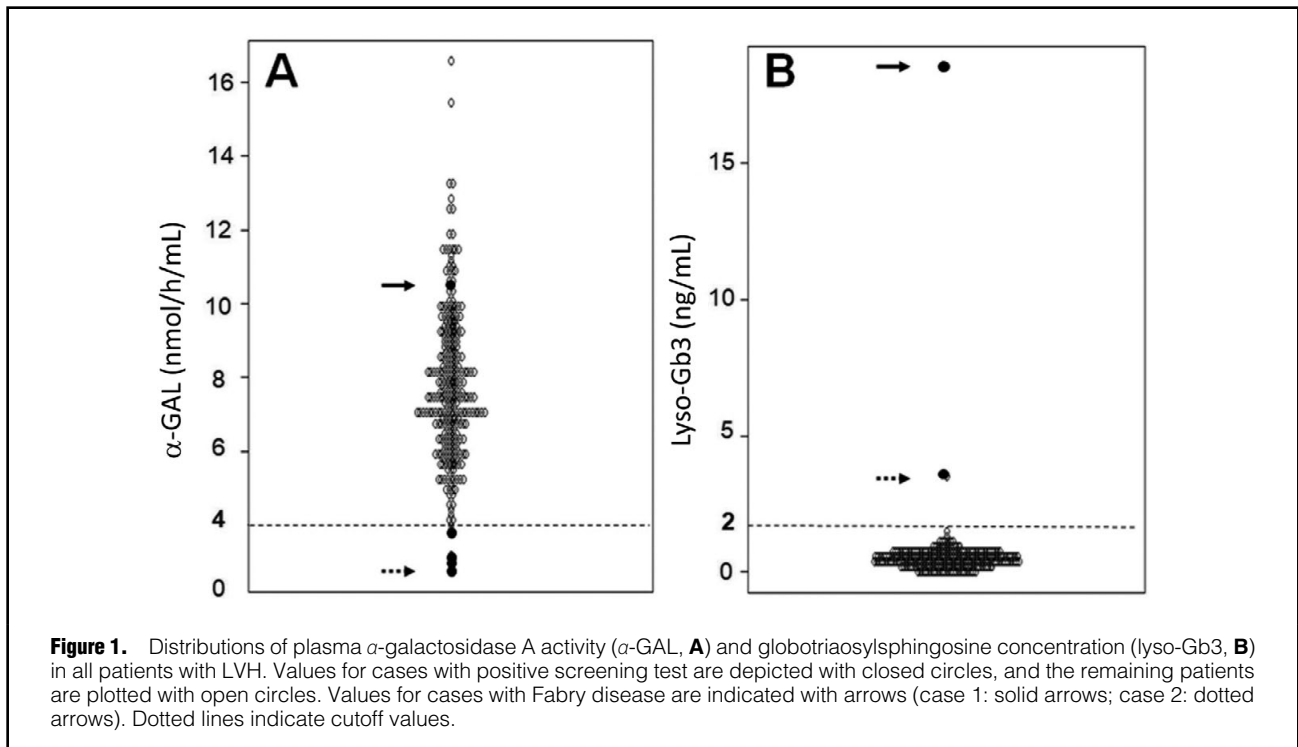 A
16
14
12
10
8
6
4
0
α-GAL (nmol/h/mL)
B
15
10
5
2
0
Lyso-Gb3 (ng/mL)
Figure 1. Distributions of plasma α-galactosidase A activity (α-GAL, A) and globotriaosylsphingosine concentration (lyso-Gb3, B)
in all patients with LVH. Values for cases with positive screening test are depicted with closed circles, and the remaining patients
are plotted with open circles. Values for cases with Fabry disease are indicated with arrows (case 1: solid arrows; case 2: dotted
arrows). Dotted lines indicate cutoff values.